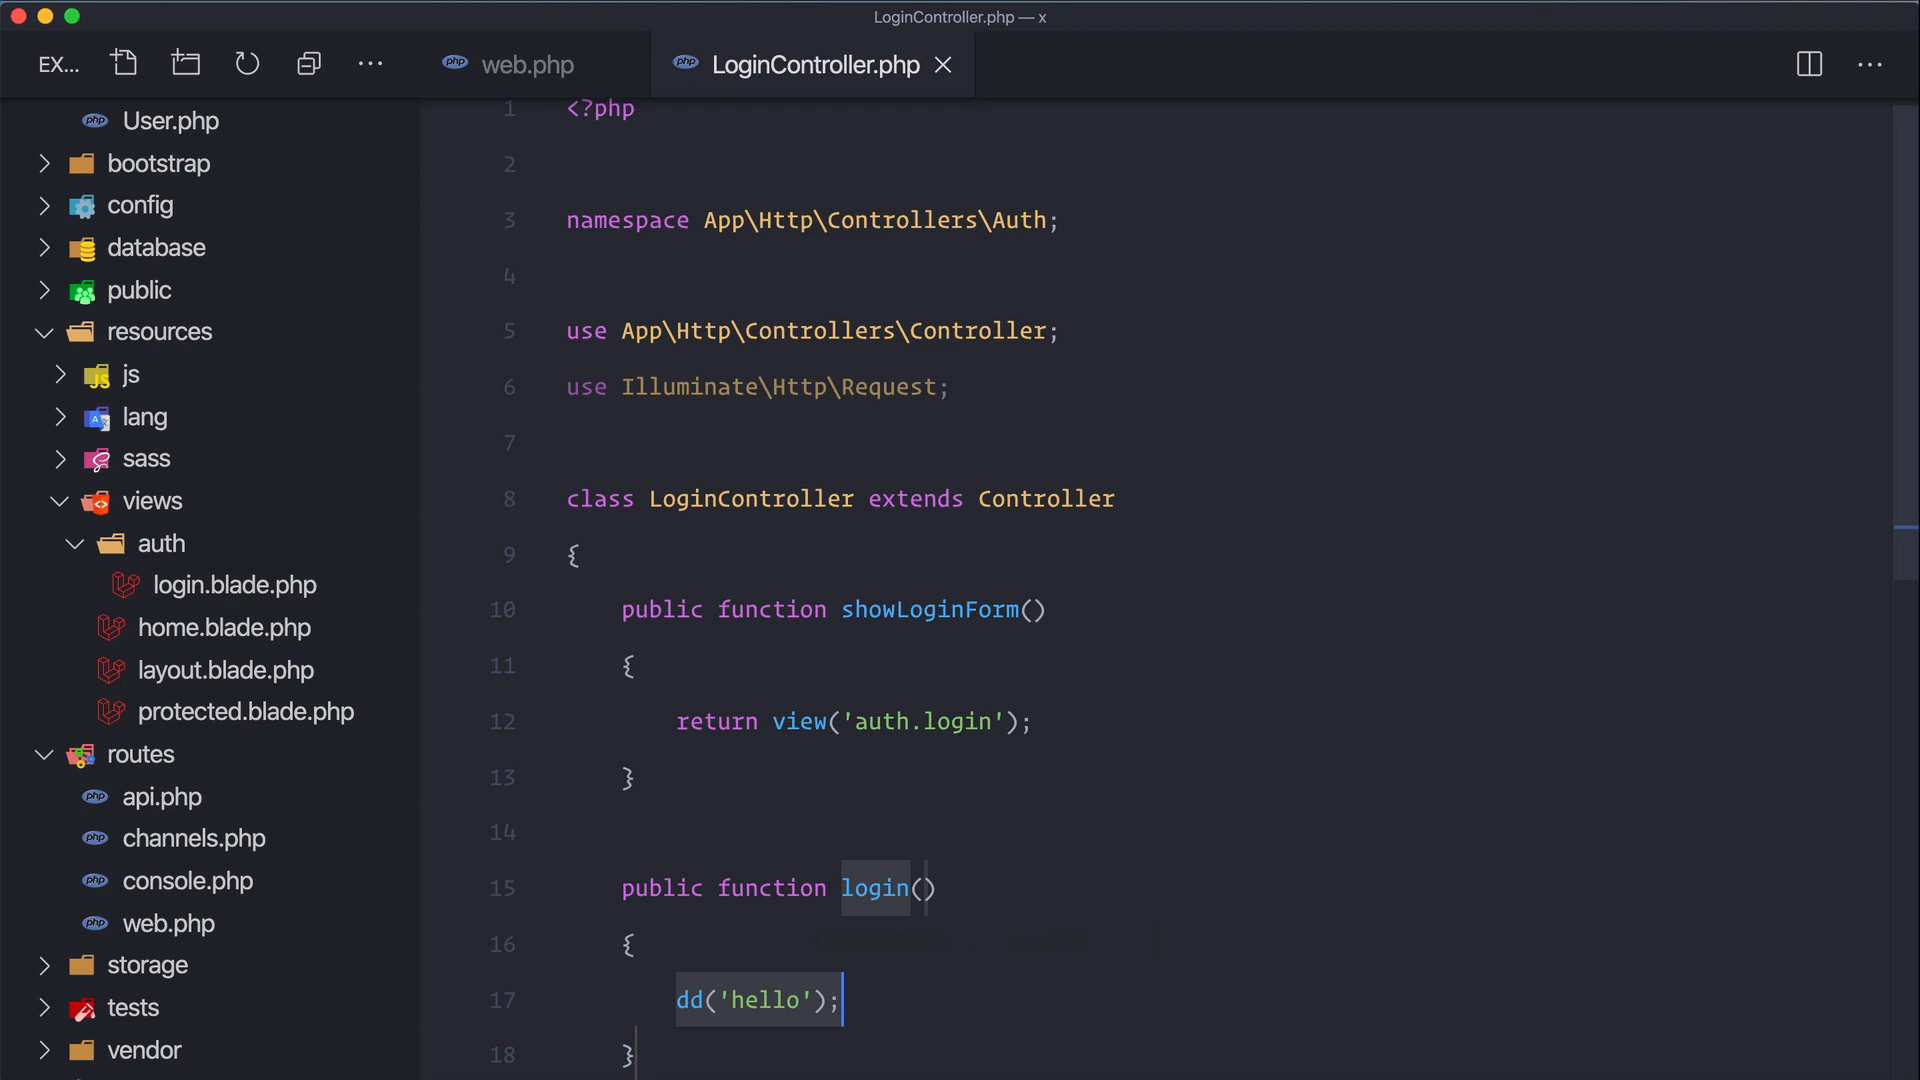 LoginController.php — x
EX...
web.php
LoginController.php
User.php
bootstrap
config
database
public
resources
js
lang
sass
views
auth
login.blade.php
home.blade.php
layout.blade.php
protected.blade.php
routes
api.php
channels.php
console.php
web.php
storage
tests
vendor
1 <?php
2
3 namespace App\Http\Controllers\Auth;
4
5 use App\Http\Controllers\Controller;
6 use Illuminate\Http\Request;
7
8 class LoginController extends Controller
9 {
10 public function showLoginForm()
11 {
12 return view('auth.login');
13 }
14
15 public function login()
16 {
17 dd('hello');
18 }